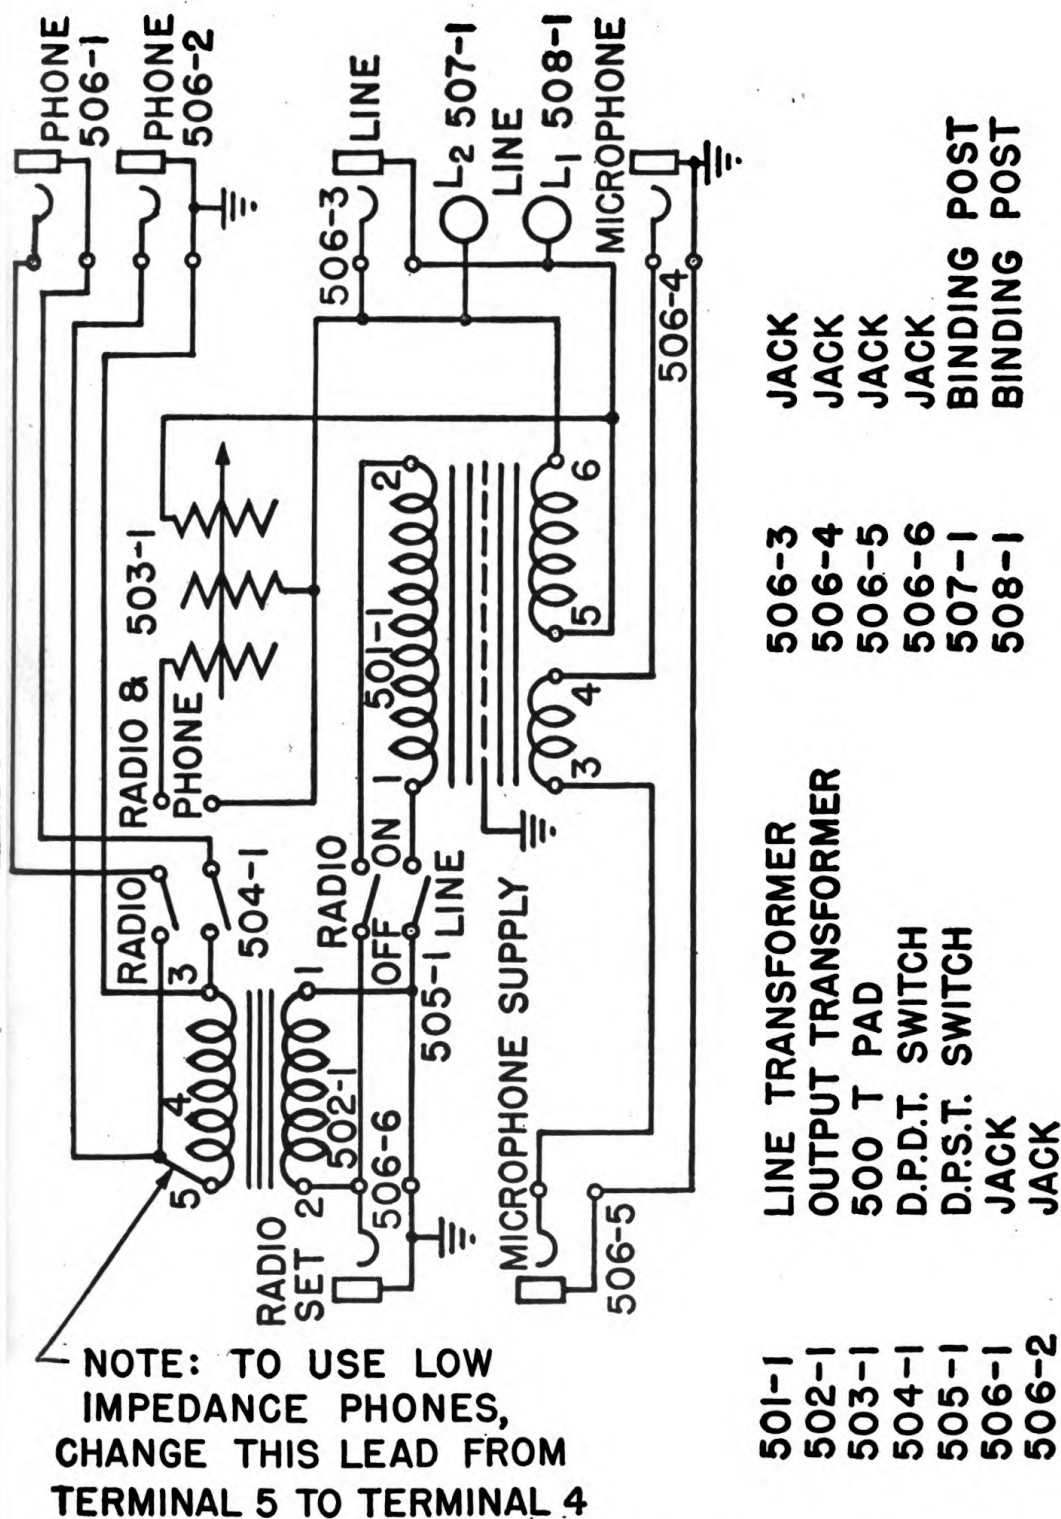 PHONE
506-1
PHONE
506-2
LINE
506-3
L2 507-1
LINE
L1 508-1
MICROPHONE
506-4
RADIO &
PHONE
503-1
RADIO
504-1
3
4
5
1
2
502-1
RADIO
ON
OFF
LINE
505-1
501-1
1
2
3
4
5
6
RADIO
SET
506-6
MICROPHONE SUPPLY
506-5
NOTE: TO USE LOW
IMPEDANCE PHONES,
CHANGE THIS LEAD FROM
TERMINAL 5 TO TERMINAL 4
501-1 LINE TRANSFORMER
502-1 OUTPUT TRANSFORMER
503-1 500 T PAD
504-1 D.P.D.T. SWITCH
505-1 D.P.S.T. SWITCH
506-1 JACK
506-2 JACK
506-3 JACK
506-4 JACK
506-5 JACK
506-6 JACK
507-1 BINDING POST
508-1 BINDING POST